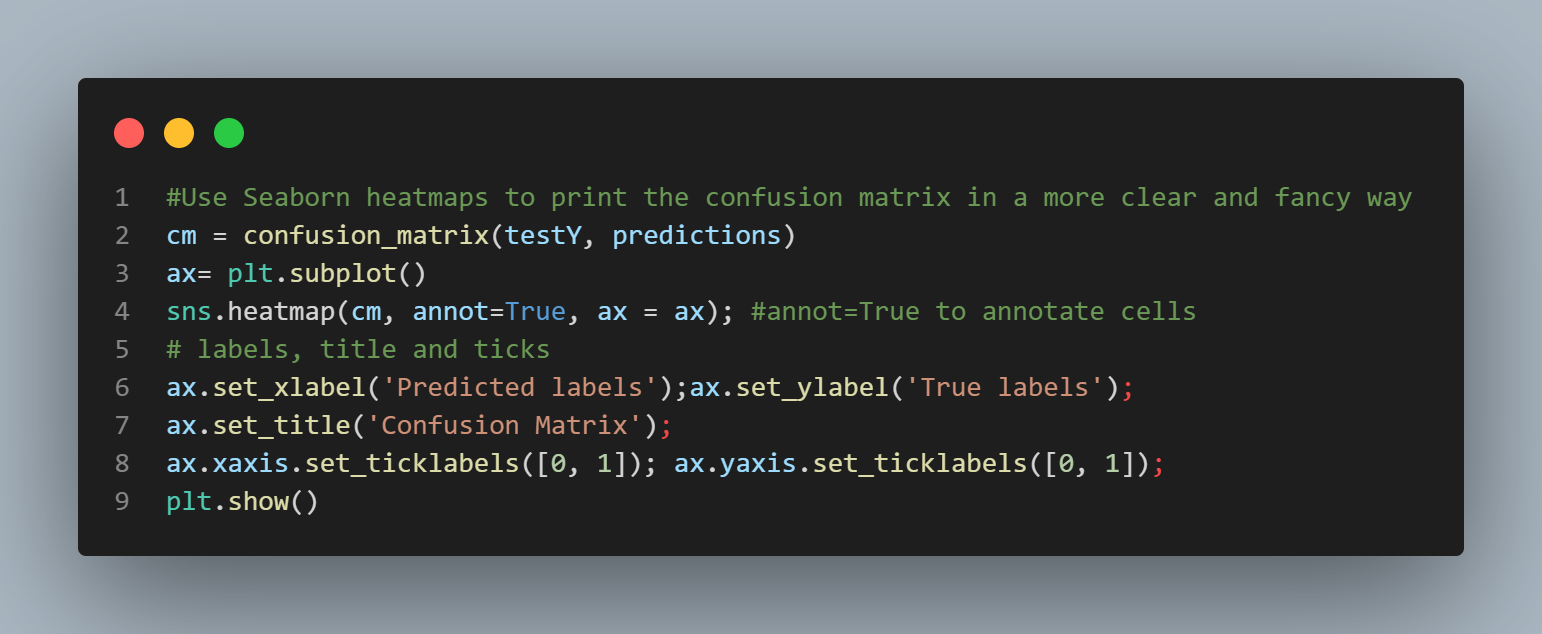 1 #Use Seaborn heatmaps to print the confusion matrix in a more clear and fancy way
2 cm = confusion_matrix(testY, predictions)
3 ax= plt.subplot()
4 sns.heatmap(cm, annot=True, ax = ax); #annot=True to annotate cells
5 # labels, title and ticks
6 ax.set_xlabel('Predicted labels');ax.set_ylabel('True labels');
7 ax.set_title('Confusion Matrix');
8 ax.xaxis.set_ticklabels([0, 1]); ax.yaxis.set_ticklabels([0, 1]);
9 plt.show()